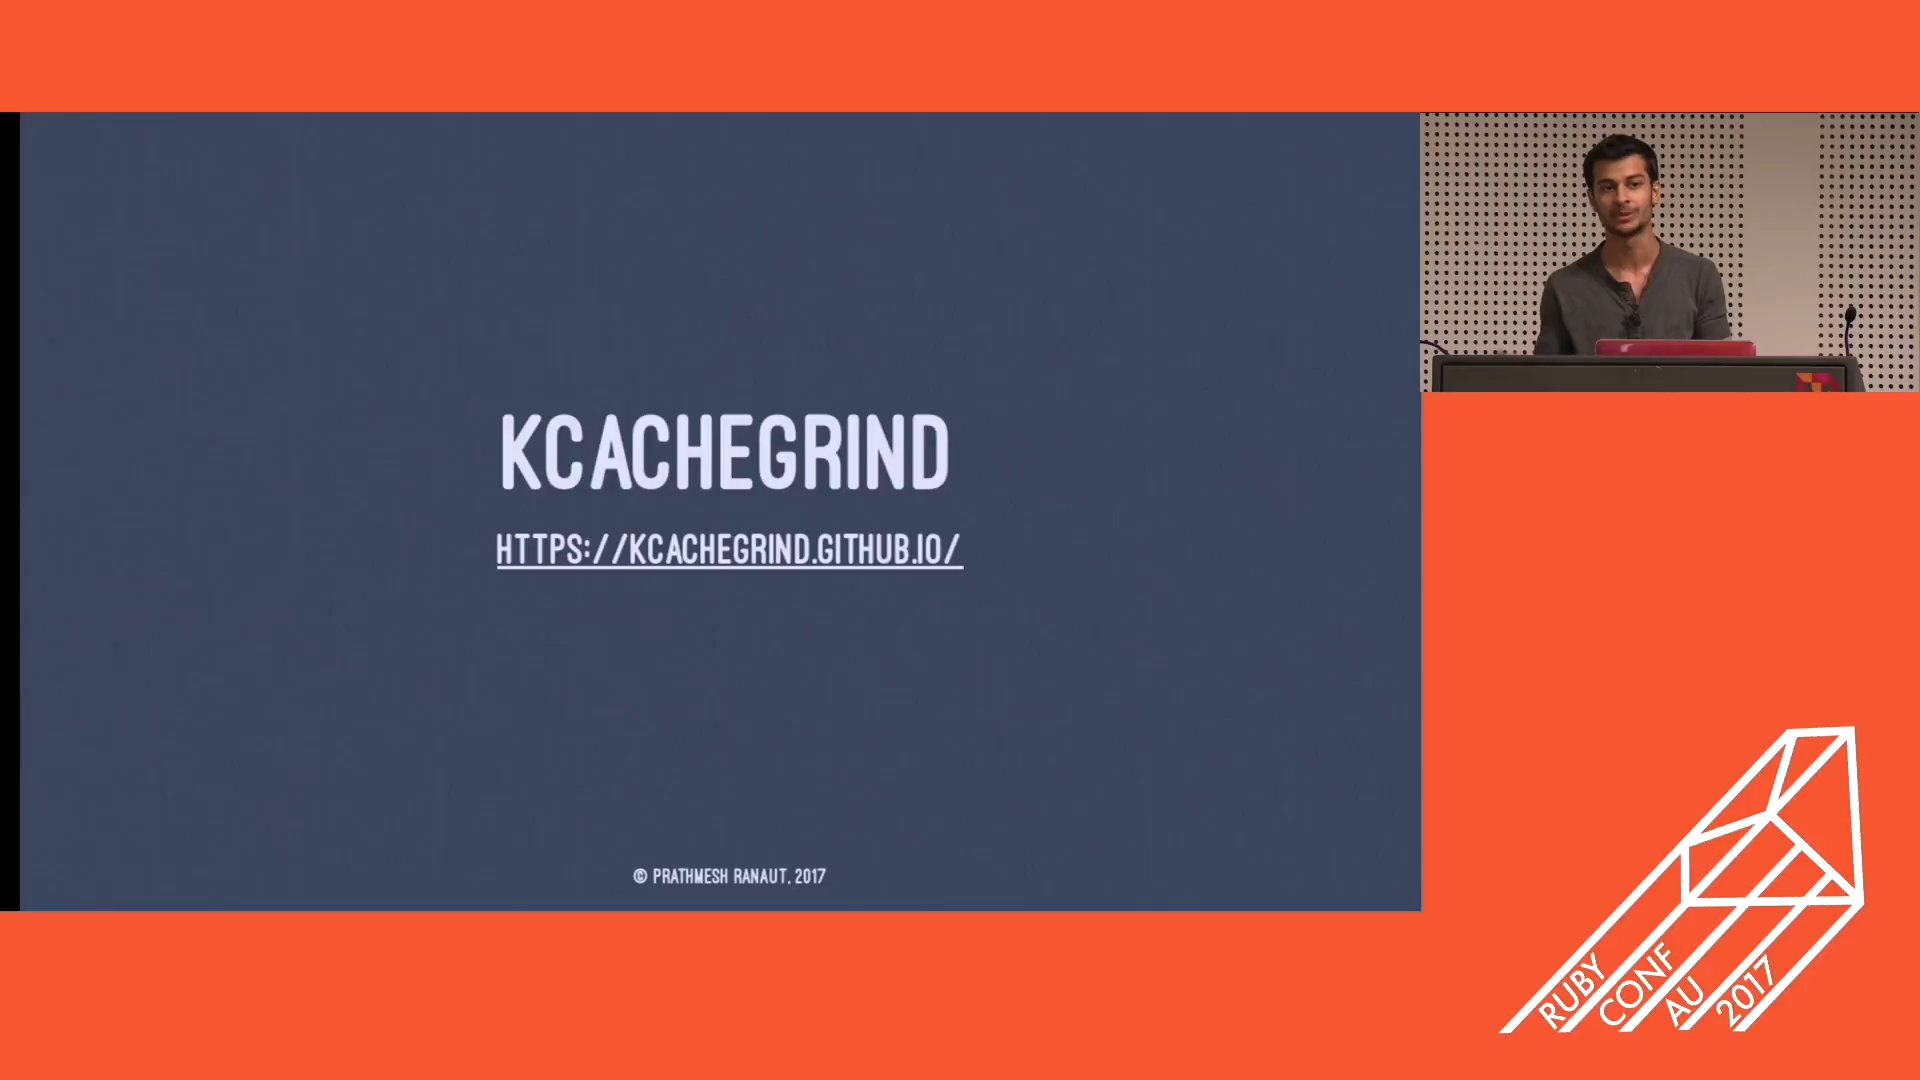 KCACHEGRIND
HTTPS://KCACHEGRIND.GITHUB.IO/
© PRATHMESH RANAUT, 2017
RUBY
CONF
AU
2017